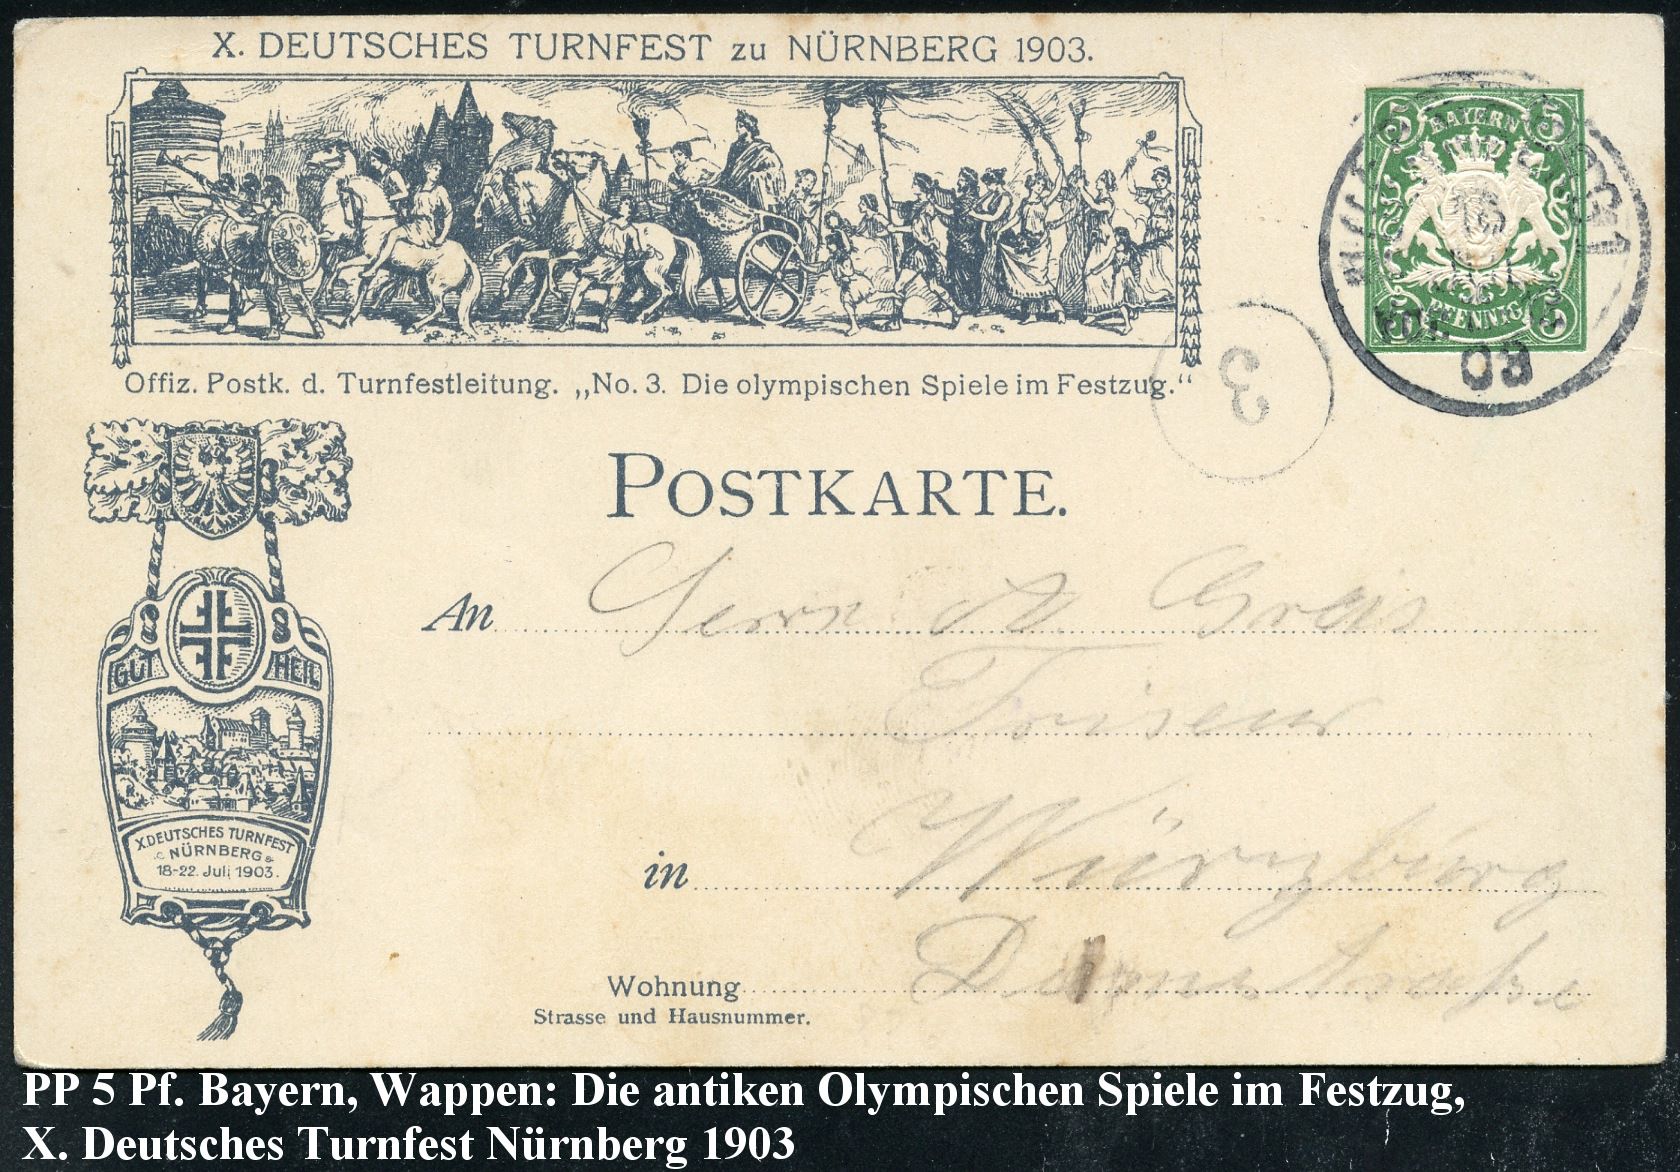 X. DEUTSCHES TURNFEST zu NÜRNBERG 1903.
5 BAYERN 5
5 PFENNIG 5
03
Offiz. Postk. d. Turnfestleitung. „No. 3. Die olympischen Spiele im Festzug.“
3
POSTKARTE.
An Herrn A. Gress
Friseur
in Würzburg
GUT HEIL
X. DEUTSCHES TURNFEST
NÜRNBERG
18-22. Juli 1903.
Wohnung
Strasse und Hausnummer.
PP 5 Pf. Bayern, Wappen: Die antiken Olympischen Spiele im Festzug,
X. Deutsches Turnfest Nürnberg 1903